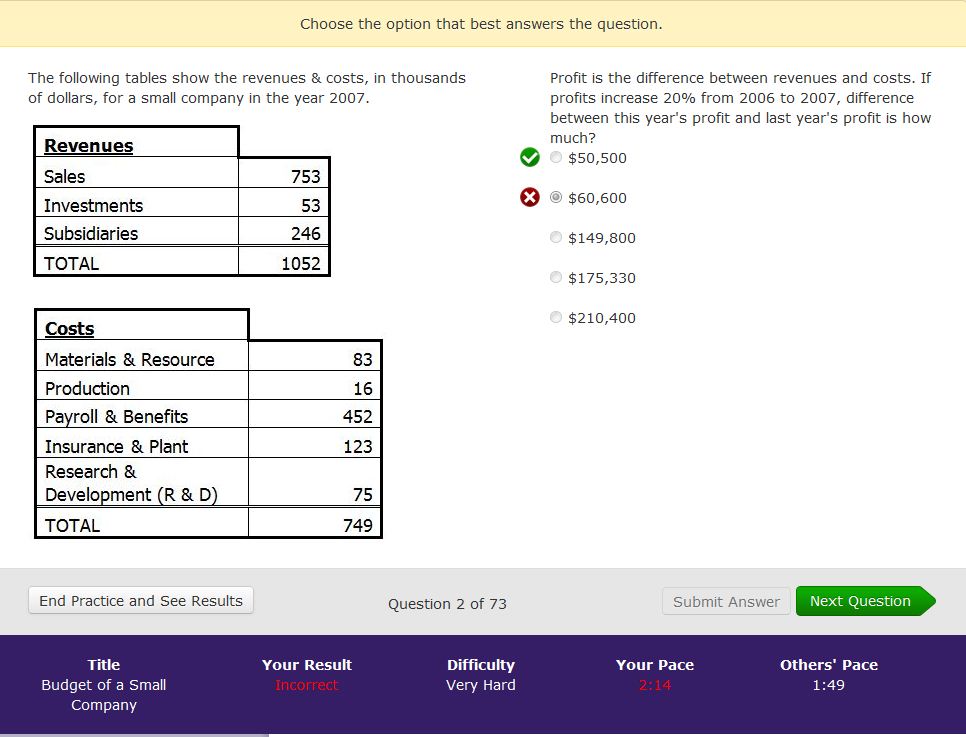 Choose the option that best answers the question.
The following tables show the revenues & costs, in thousands
of dollars, for a small company in the year 2007.
Revenues
Sales 753
Investments 53
Subsidiaries 246
TOTAL 1052
Costs
Materials & Resource 83
Production 16
Payroll & Benefits 452
Insurance & Plant 123
Research &
Development (R & D) 75
TOTAL 749
Profit is the difference between revenues and costs. If
profits increase 20% from 2006 to 2007, difference
between this year's profit and last year's profit is how
much?
$50,500
$60,600
$149,800
$175,330
$210,400
End Practice and See Results
Question 2 of 73
Submit Answer
Next Question
Title
Budget of a Small
Company
Your Result
Incorrect
Difficulty
Very Hard
Your Pace
2:14
Others' Pace
1:49